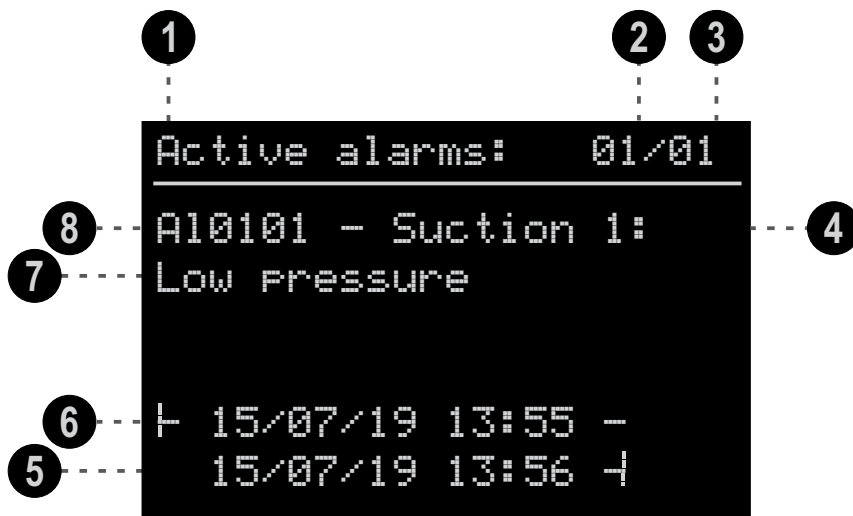 1 2 3
Active alarms: 01/01
8 Al0101 - Suction 1: 4
7 Low pressure
6 ⊢ 15/07/19 13:55 -
5 15/07/19 13:56 ⊣